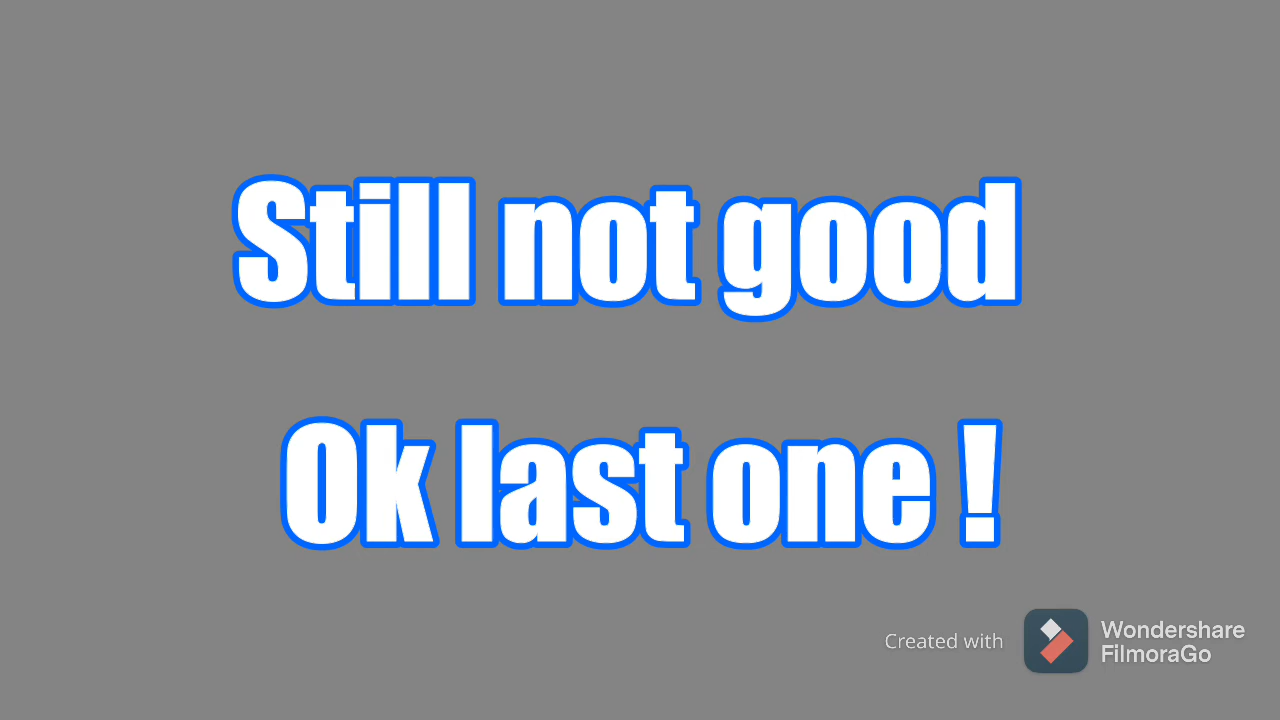 Still not good
Ok last one !
Created with
Wondershare
FilmoraGo